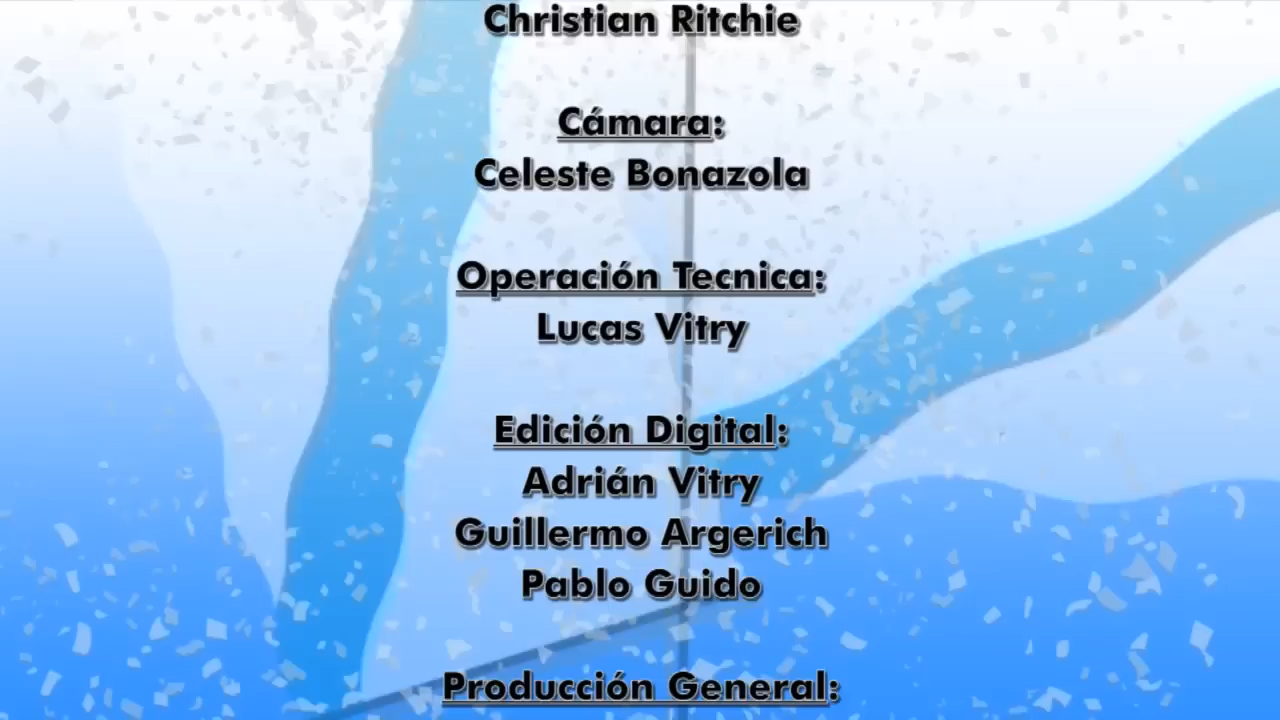 Christian Ritchie
Cámara:
Celeste Bonazola
Operación Tecnica:
Lucas Vitry
Edición Digital:
Adrián Vitry
Guillermo Argerich
Pablo Guido
Producción General: